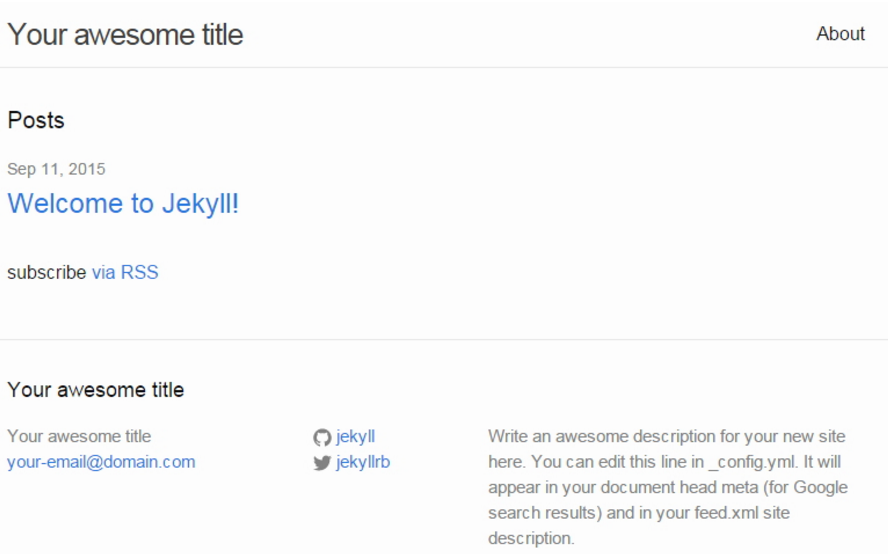 Your awesome title
About
Posts
Sep 11, 2015
Welcome to Jekyll!
subscribe via RSS
Your awesome title
Your awesome title
your-email@domain.com
jekyll
jekyllrb
Write an awesome description for your new site
here. You can edit this line in _config.yml. It will
appear in your document head meta (for Google
search results) and in your feed.xml site
description.